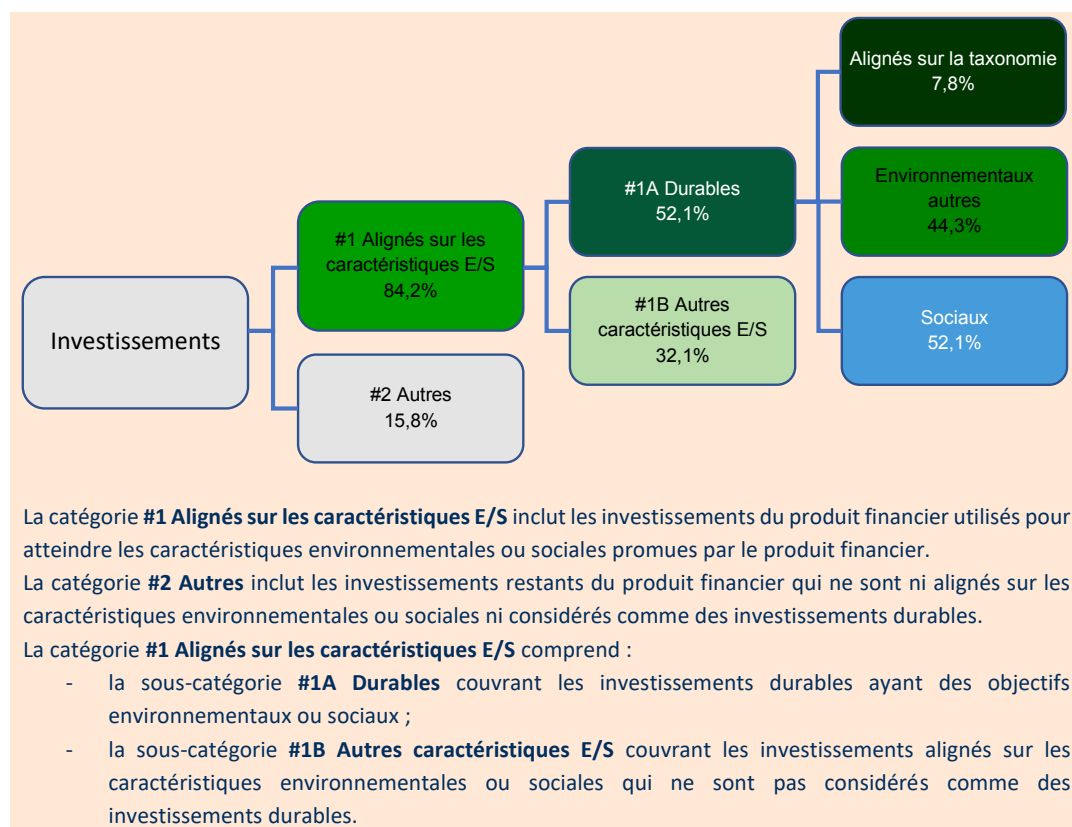 Investissements
#1 Alignés sur les
caractéristiques E/S
84,2%
#2 Autres
15,8%
#1A Durables
52,1%
#1B Autres
caractéristiques E/S
32,1%
Alignés sur la taxonomie
7,8%
Environnementaux
autres
44,3%
Sociaux
52,1%
La catégorie #1 Alignés sur les caractéristiques E/S inclut les investissements du produit financier utilisés pour
atteindre les caractéristiques environnementales ou sociales promues par le produit financier.
La catégorie #2 Autres inclut les investissements restants du produit financier qui ne sont ni alignés sur les
caractéristiques environnementales ou sociales ni considérés comme des investissements durables.
La catégorie #1 Alignés sur les caractéristiques E/S comprend :
- la sous-catégorie #1A Durables couvrant les investissements durables ayant des objectifs
environnementaux ou sociaux ;
- la sous-catégorie #1B Autres caractéristiques E/S couvrant les investissements alignés sur les
caractéristiques environnementales ou sociales qui ne sont pas considérés comme des
investissements durables.